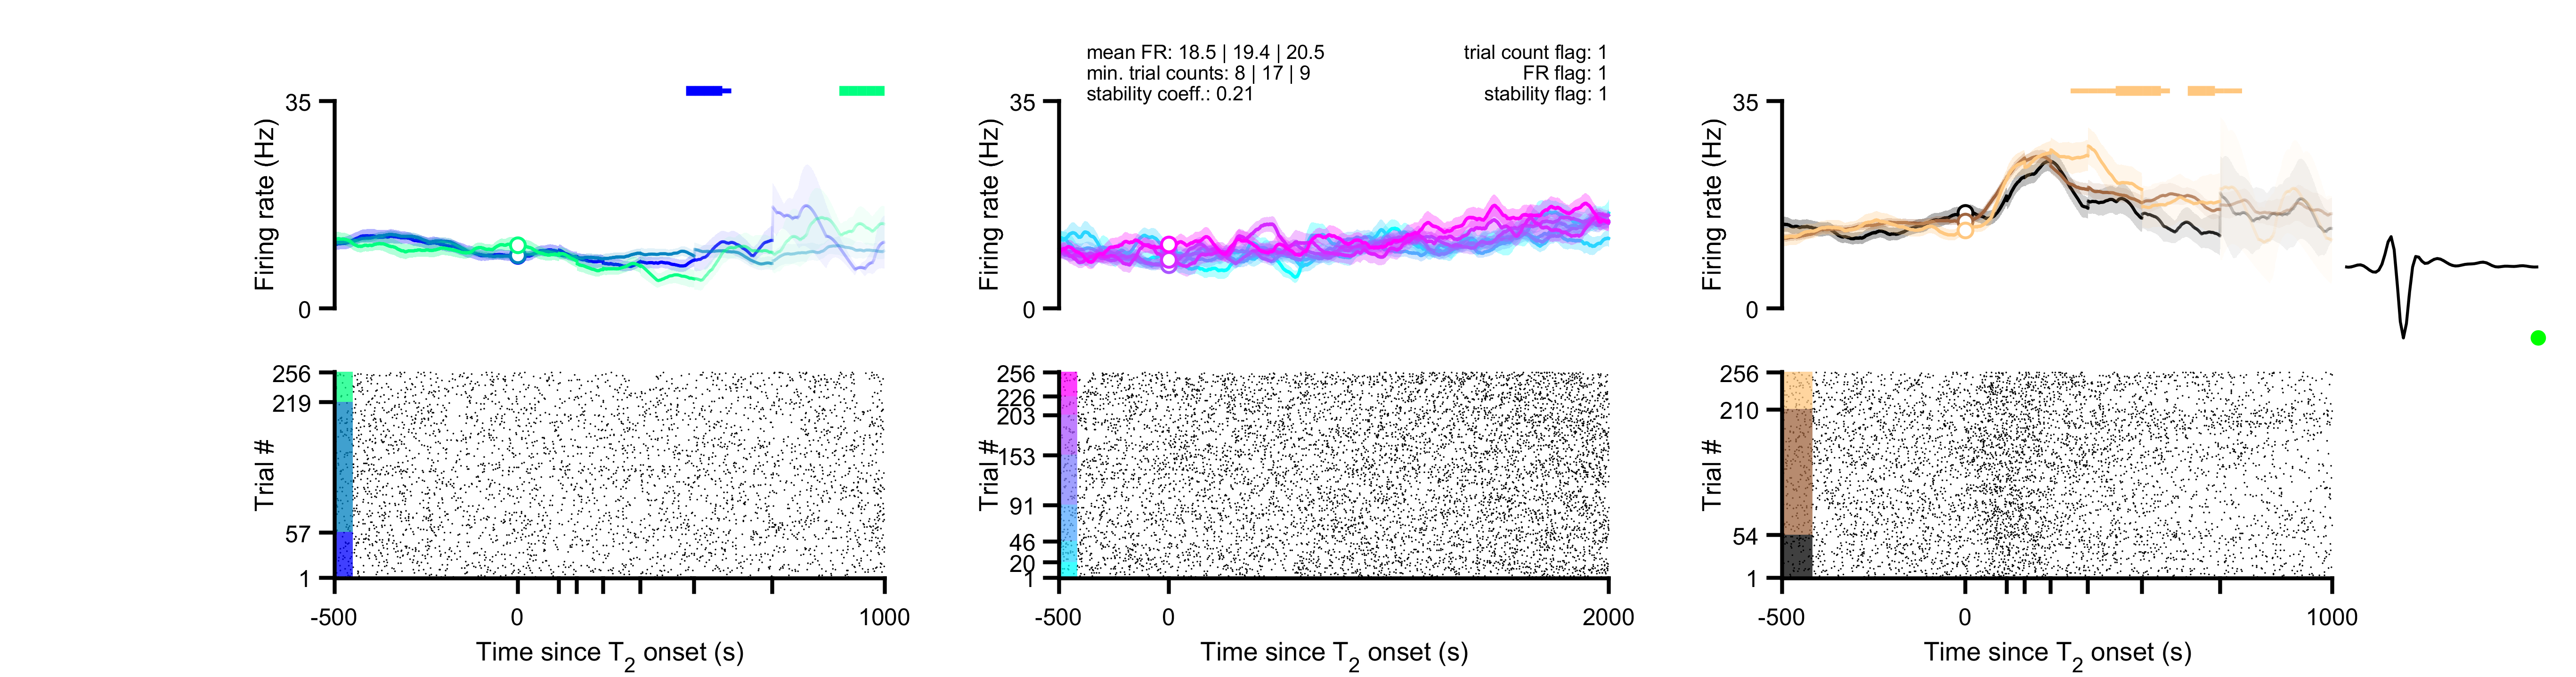 mean FR: 18.5 | 19.4 | 20.5
min. trial counts: 8 | 17 | 9
stability coeff.: 0.21
trial count flag: 1
FR flag: 1
stability flag: 1
35
Firing rate (Hz)
0
256
219
Trial #
57
1
-500
0
1000
Time since T2 onset (s)
35
Firing rate (Hz)
0
256
226
203
Trial #
153
91
46
20
1
-500
0
2000
Time since T2 onset (s)
35
Firing rate (Hz)
0
256
210
Trial #
54
1
-500
0
1000
Time since T2 onset (s)